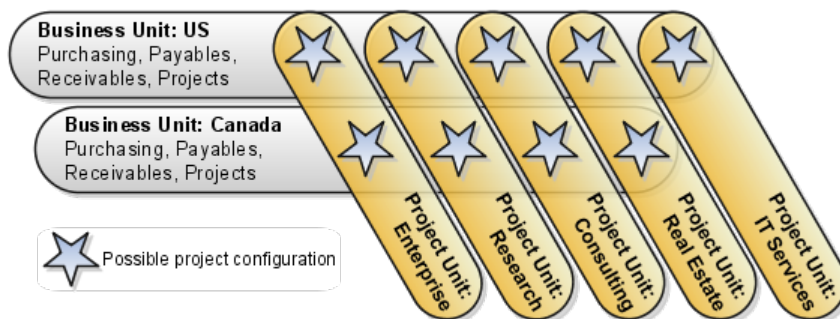 Business Unit: US
Purchasing, Payables,
Receivables, Projects
Business Unit: Canada
Purchasing, Payables,
Receivables, Projects
Possible project configuration
Project Unit:
Enterprise
Project Unit:
Research
Project Unit:
Consulting
Project Unit:
Real Estate
Project Unit:
IT Services